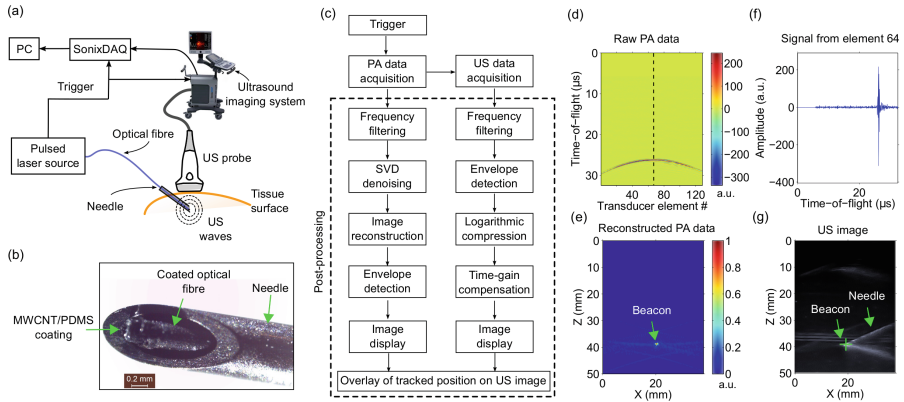 (a)
PC
SonixDAQ
Trigger
Ultrasound
imaging system
Optical fibre
Pulsed
laser source
US probe
Needle
Tissue
surface
US
waves
(b)
Coated optical
fibre
Needle
MWCNT/PDMS
coating
0.2 mm
(c)
Trigger
PA data
acquisition
US data
acquisition
Post-processing
Frequency
filtering
Frequency
filtering
SVD
denoising
Envelope
detection
Image
reconstruction
Logarithmic
compression
Envelope
detection
Time-gain
compensation
Image
display
Image
display
Overlay of tracked position on US image
(d)
Raw PA data
Time-of-flight (µs)
0
10
20
30
40 80 120
Transducer element #
200
100
0
−100
−200
−300
a.u.
(e)
Reconstructed PA data
Z (mm)
0
10
20
30
40
50
Beacon
0 20
X (mm)
1
0.8
0.6
0.4
0.2
0
a.u.
(f)
Signal from element 64
Amplitude (a.u.)
200
0
−200
−400
0 20
Time-of-flight (µs)
(g)
US image
Z (mm)
0
10
20
30
40
50
Beacon
Needle
0 20
X (mm)